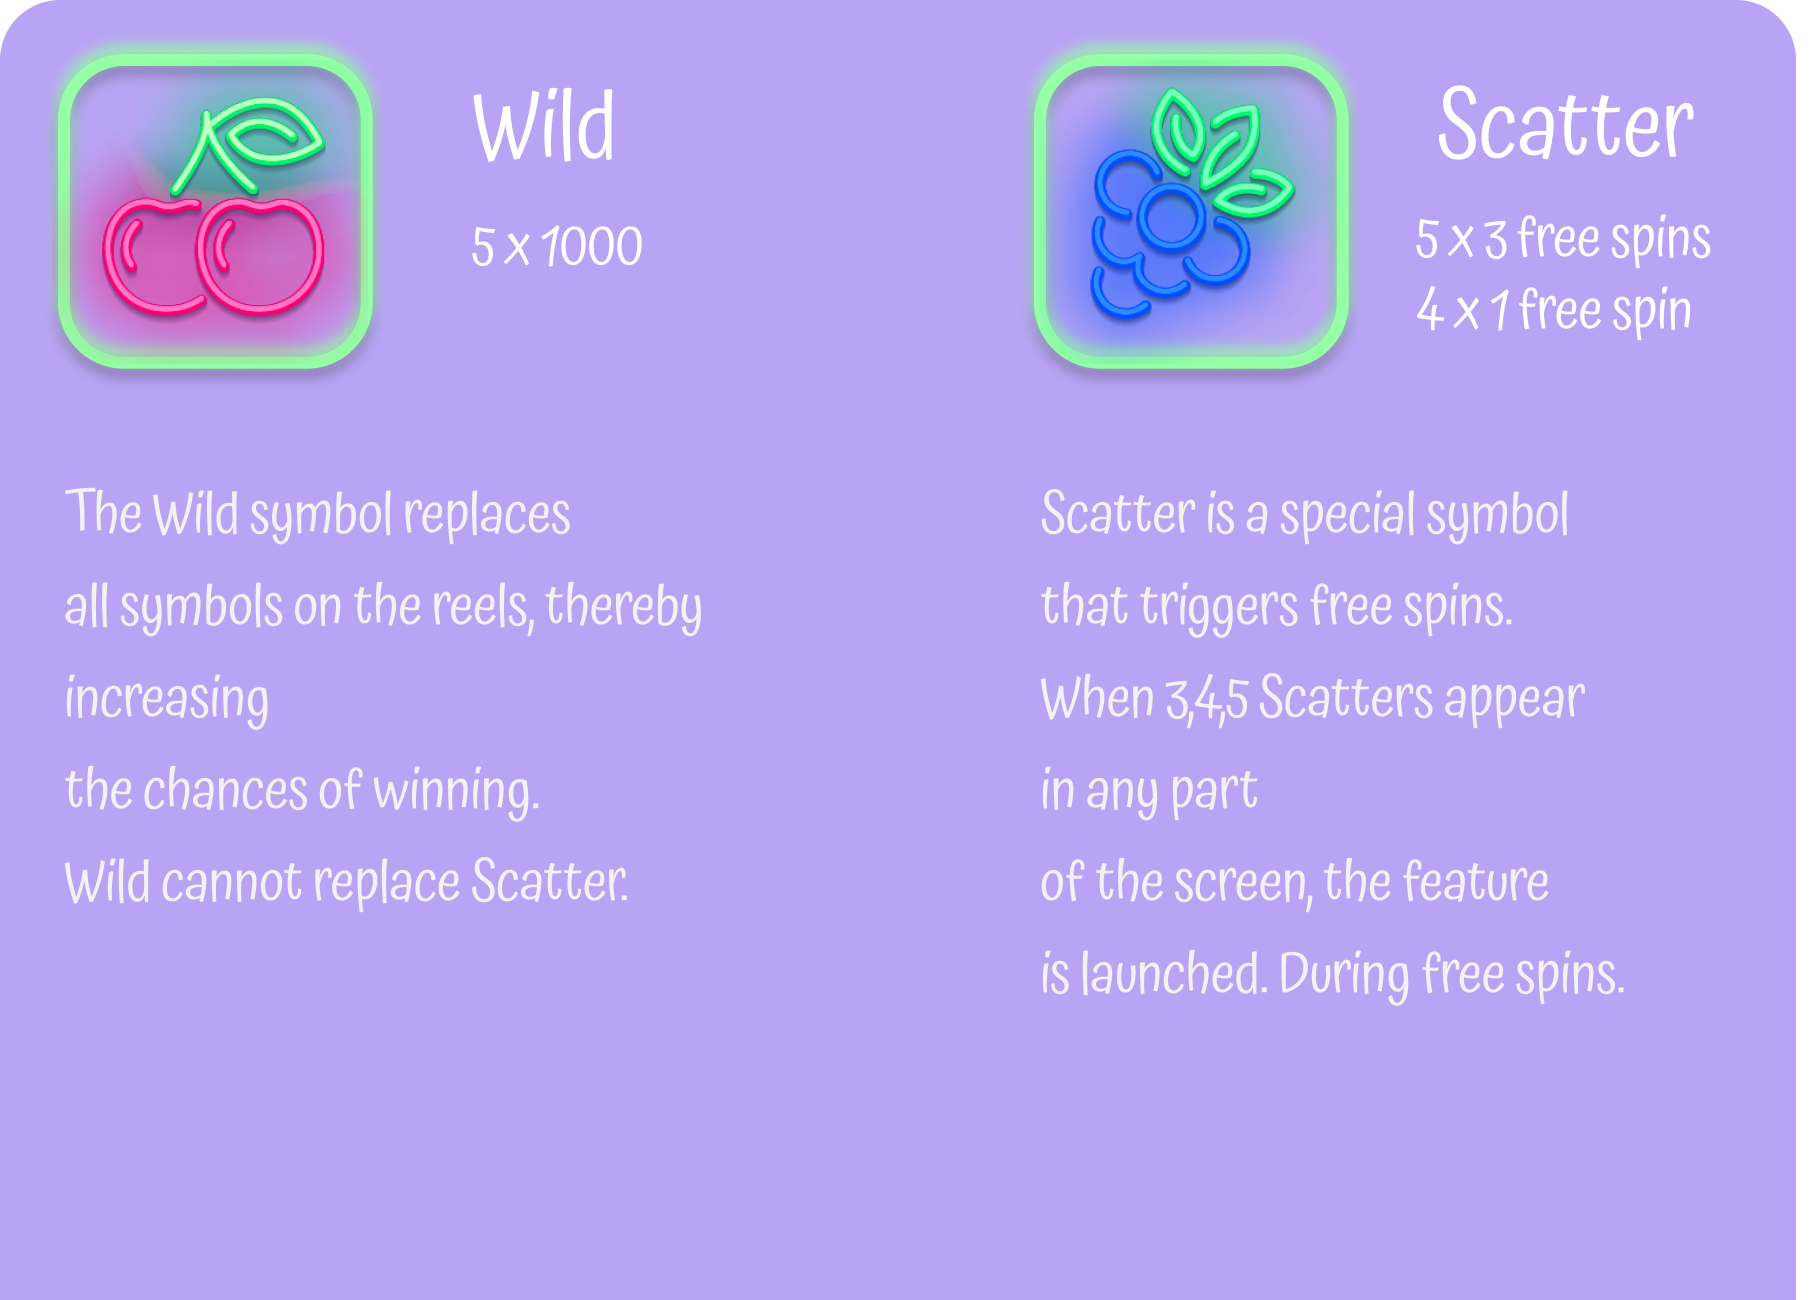 Wild
5 x 1000
The Wild symbol replaces
all symbols on the reels, thereby
increasing
the chances of winning.
Wild cannot replace Scatter.
Scatter
5 x 3 free spins
4 x 1 free spin
Scatter is a special symbol
that triggers free spins.
When 3,4,5 Scatters appear
in any part
of the screen, the feature
is launched. During free spins.